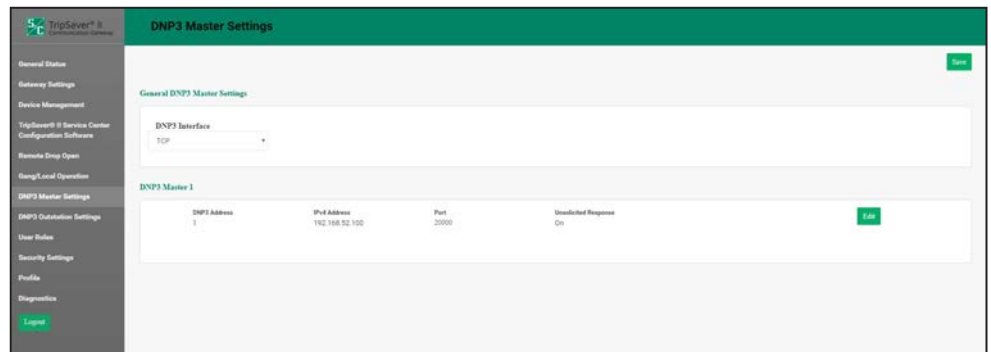 S&C TripSaver® II
Communication Gateway
DNP3 Master Settings
General Status
Gateway Settings
Device Management
TripSaver® II Service Center
Configuration Software
Remote Drop Open
Gang/Local Operation
DNP3 Master Settings
DNP3 Outstation Settings
User Roles
Security Settings
Profile
Diagnostics
Logout
Save
General DNP3 Master Settings
DNP3 Interface
TCP
DNP3 Master 1
DNP3 Address IPv4 Address Port Unsolicited Response
1 192.168.52.100 20000 On
Edit